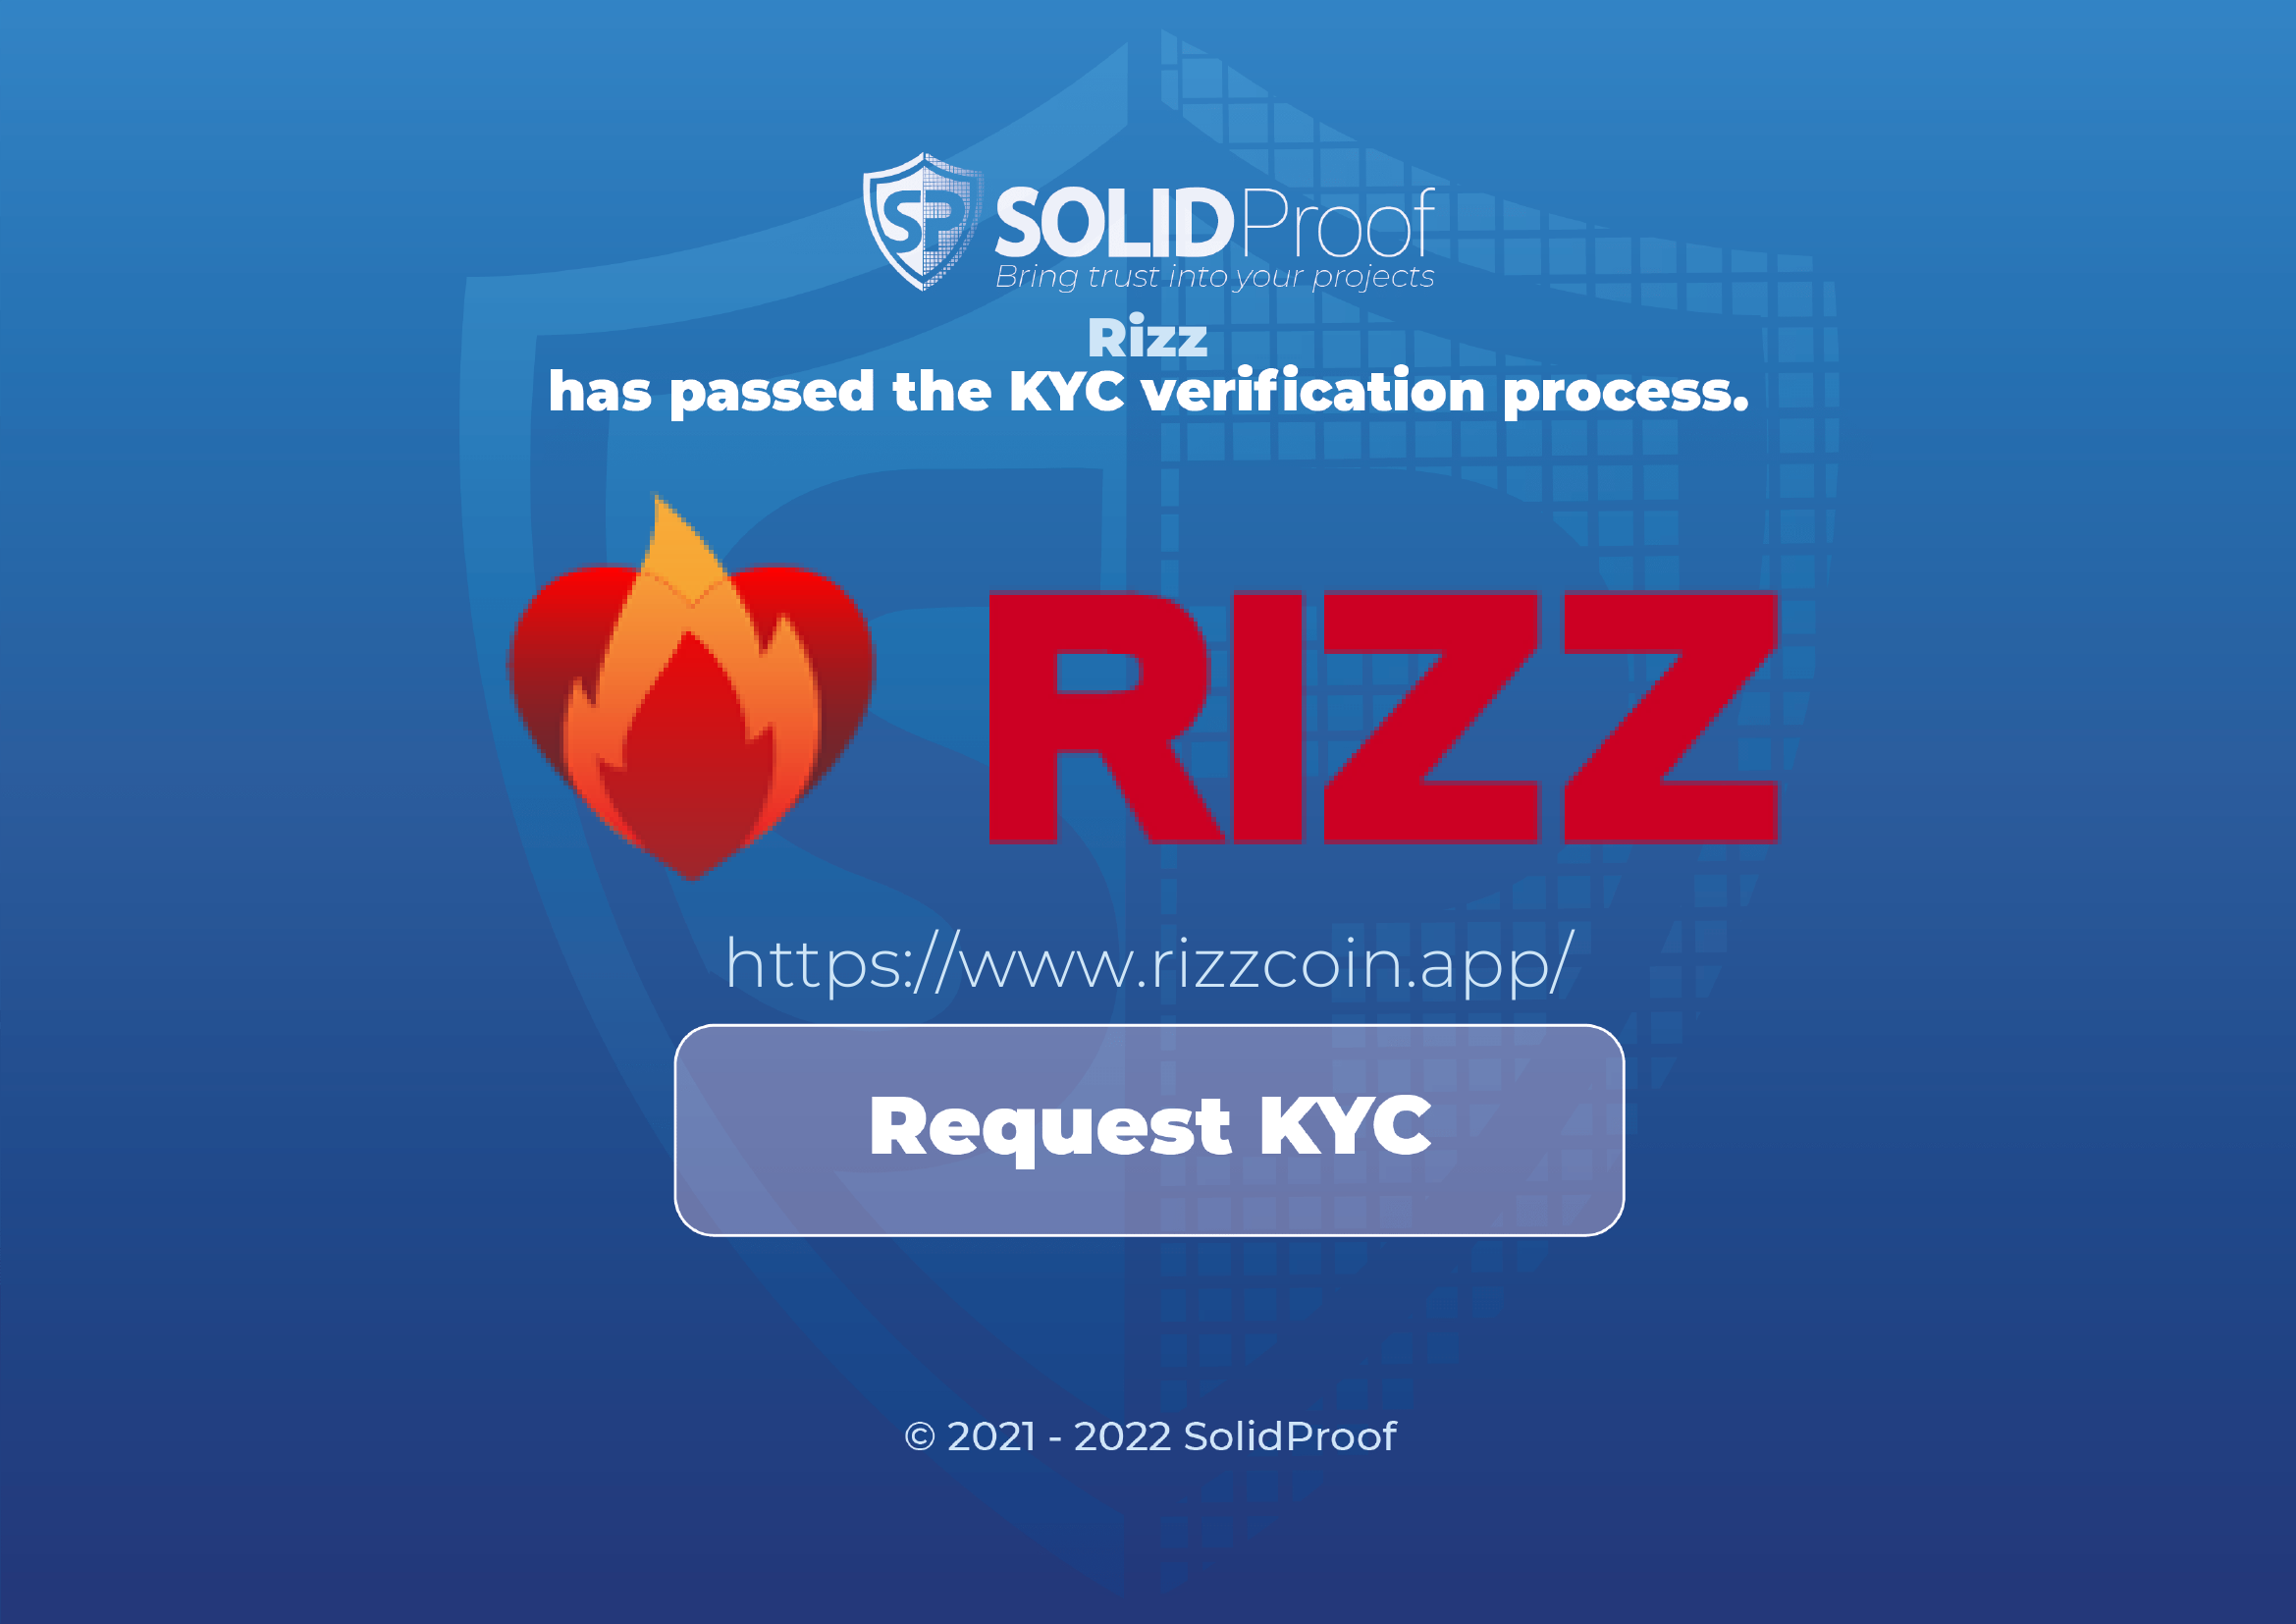 SP SOLIDProof
Bring trust into your projects
Rizz
has passed the KYC verification process.
RIZZ
https://www.rizzcoin.app/
Request KYC
© 2021 - 2022 SolidProof